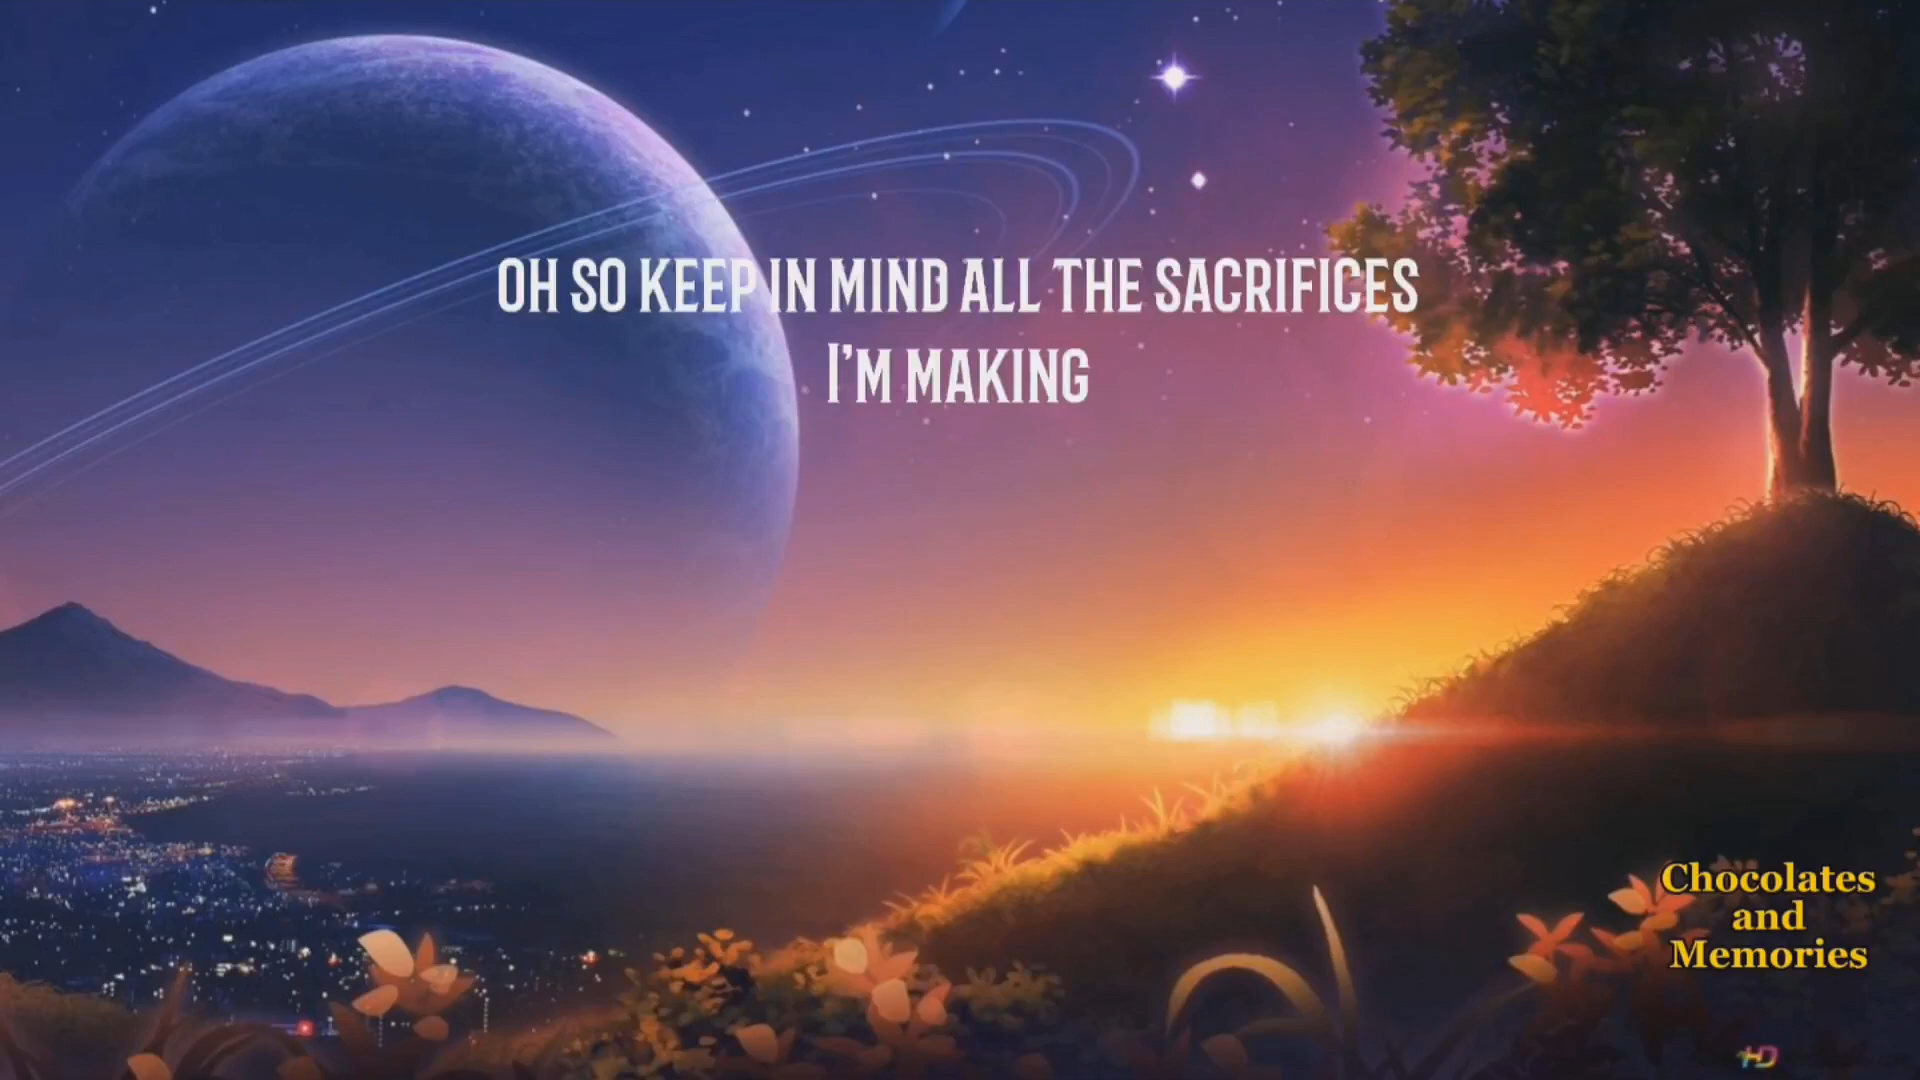 OH SO KEEP IN MIND ALL THE SACRIFICES
I'M MAKING
Chocolates
and
Memories
HD